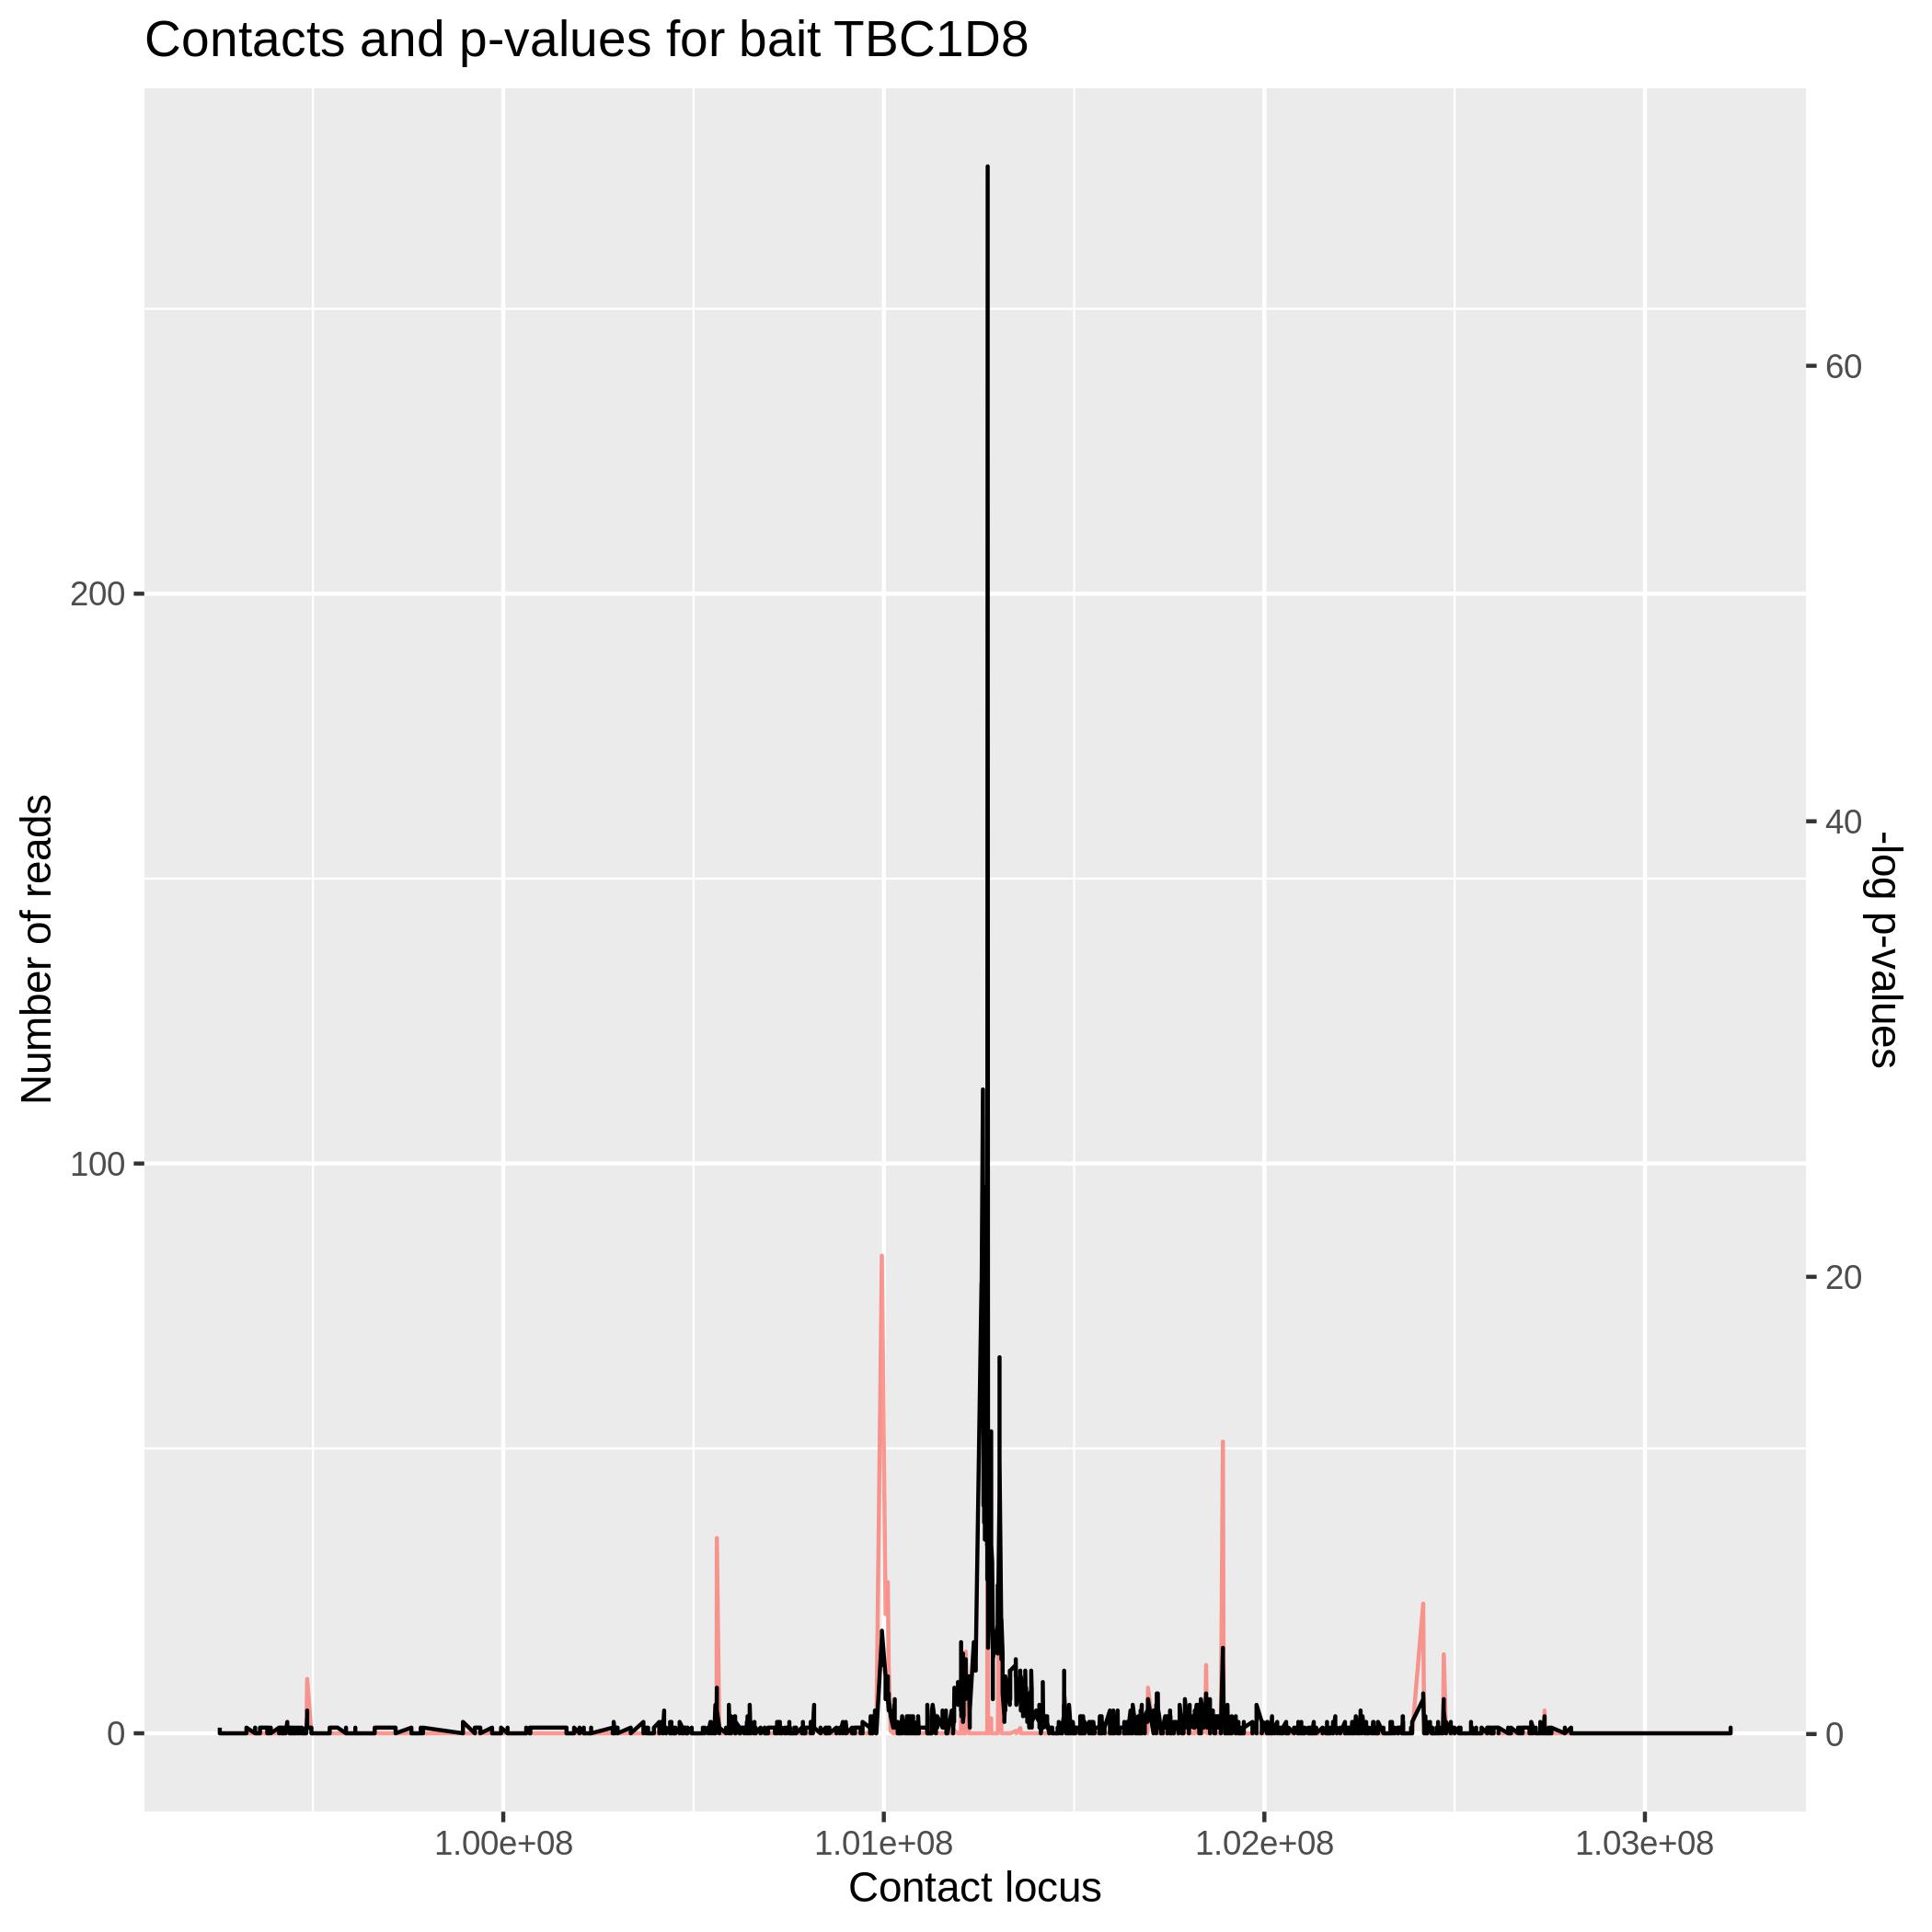 Contacts and p-values for bait TBC1D8
Number of reads
200
100
0
60
40
20
0
-log p-values
1.00e+08
1.01e+08
1.02e+08
1.03e+08
Contact locus